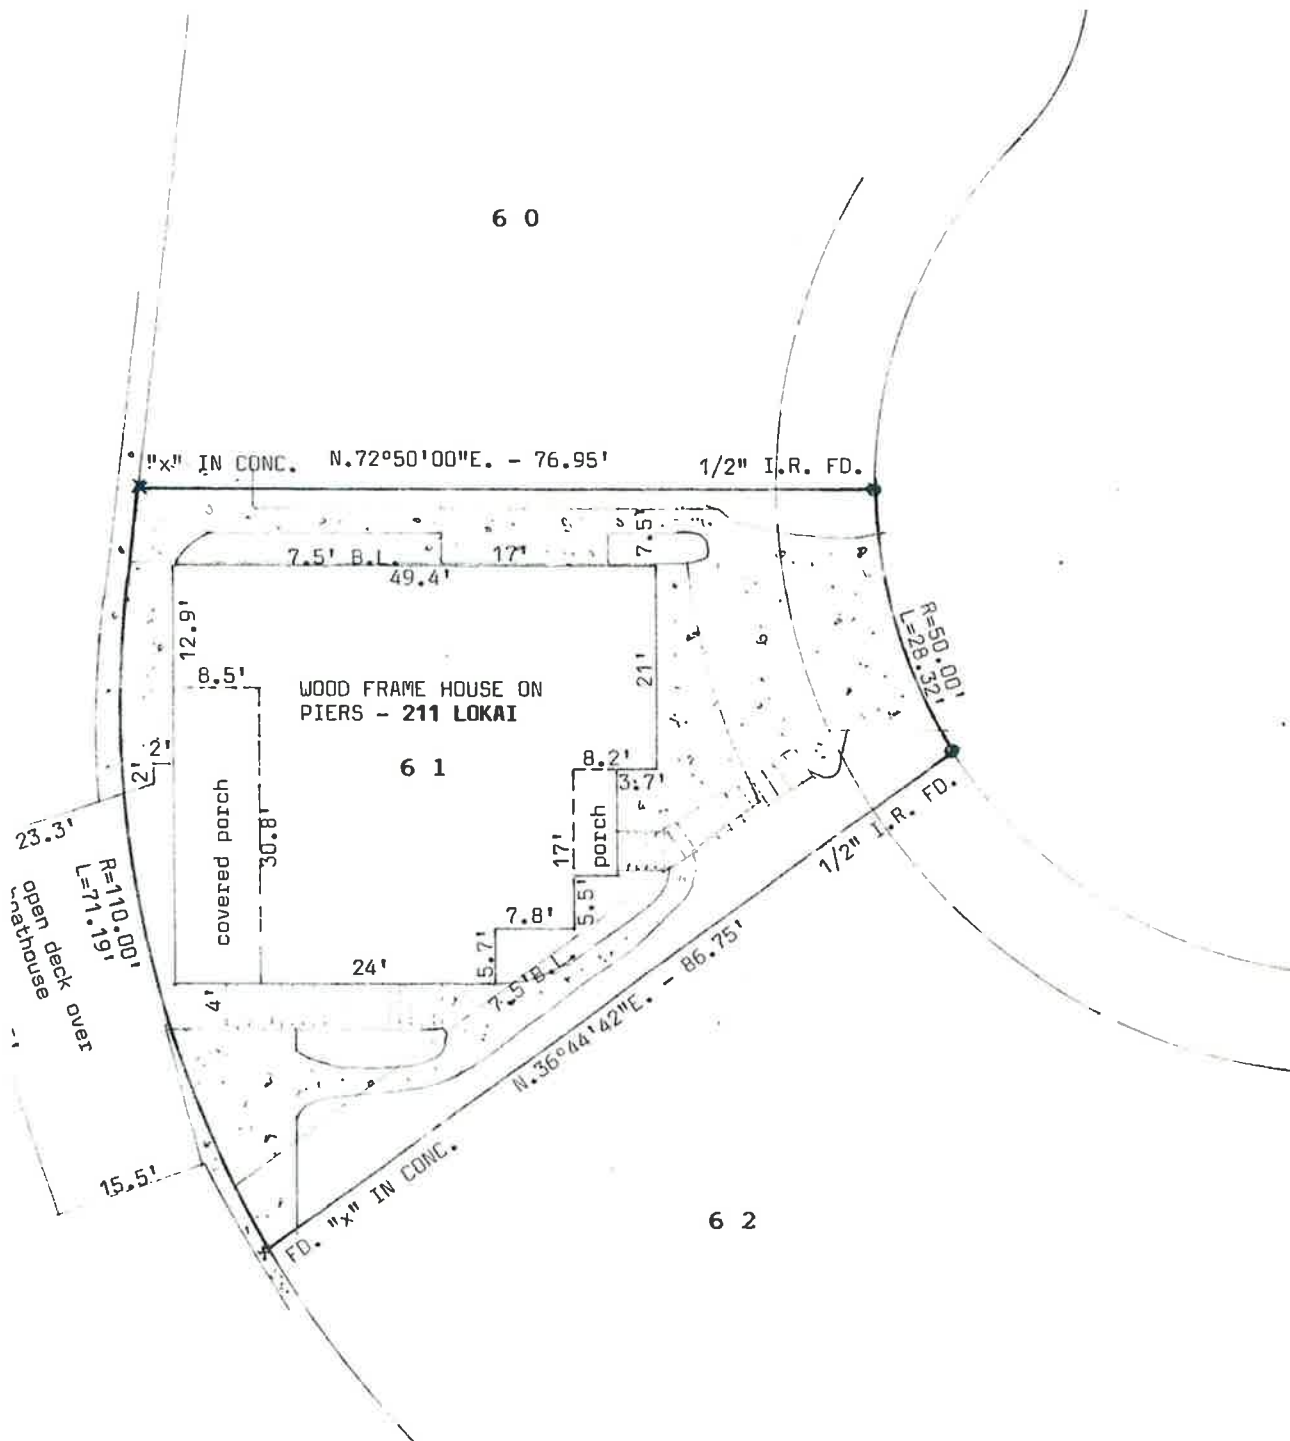 6 0
"x" IN CONC.
N.72°50'00"E. - 76.95'
1/2" I.R. FD.
7.5'
7.5' B.L.
17'
49.4'
12.9'
8.5'
WOOD FRAME HOUSE ON
PIERS - 211 LOKAI
21'
R=50.00'
L=28.32'
6 1
2'
2'
8.2'
3.7'
porch
17'
covered porch
30.8'
23.3'
R=110.00'
L=71.19'
open deck over
boathouse
5.5'
7.8'
5.7'
24'
4'
7.5'B.L.
1/2" I.R. FD.
N.36°44'42"E. - 86.75'
15.5'
FD. "x" IN CONC.
6 2